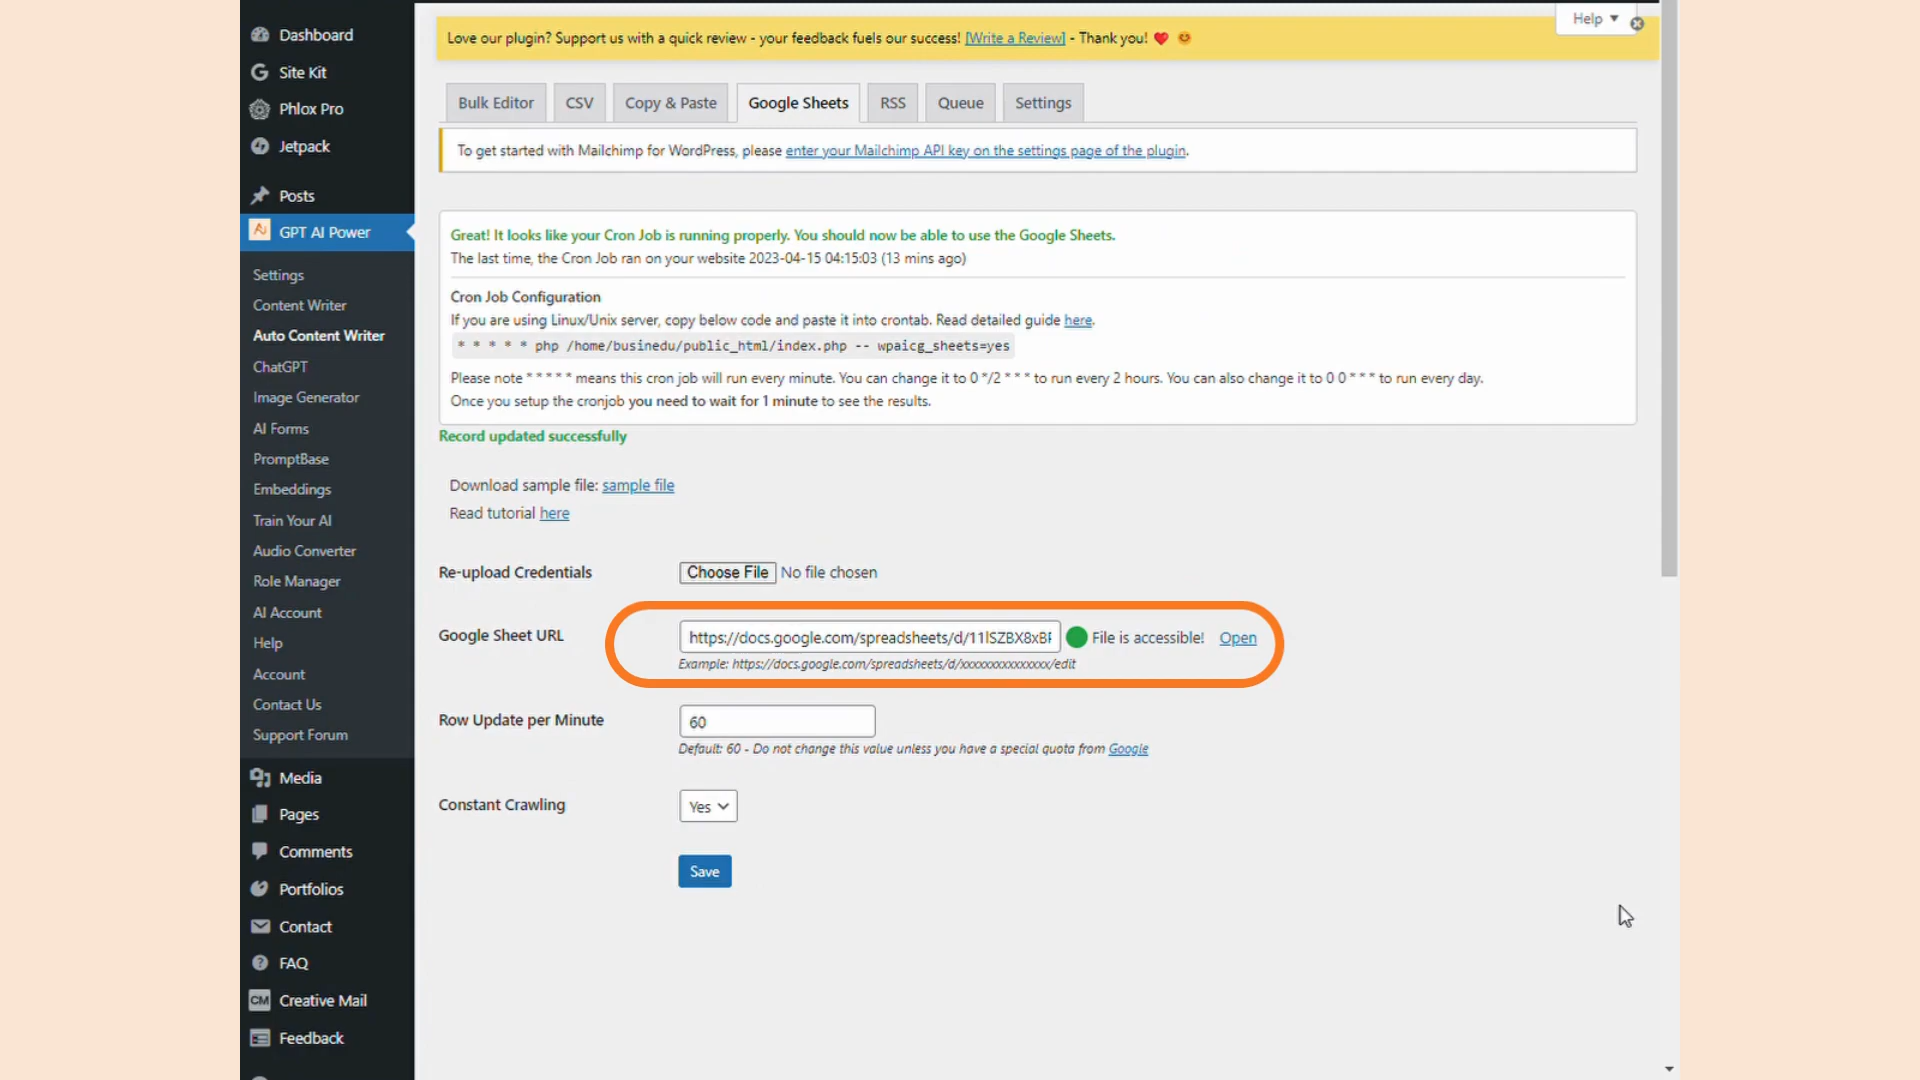 Dashboard
Site Kit
Phlox Pro
Jetpack
Posts
GPT AI Power
Settings
Content Writer
Auto Content Writer
ChatGPT
Image Generator
AI Forms
PromptBase
Embeddings
Train Your AI
Audio Converter
Role Manager
AI Account
Help
Account
Contact Us
Support Forum
Media
Pages
Comments
Portfolios
Contact
FAQ
CM Creative Mail
Feedback
Help
Love our plugin? Support us with a quick review - your feedback fuels our success! [Write a Review] - Thank you! ❤️ 😊
Bulk Editor CSV Copy & Paste Google Sheets RSS Queue Settings
To get started with Mailchimp for WordPress, please enter your Mailchimp API key on the settings page of the plugin.
Great! It looks like your Cron Job is running properly. You should now be able to use the Google Sheets.
The last time, the Cron Job ran on your website 2023-04-15 04:15:03 (13 mins ago)
Cron Job Configuration
If you are using Linux/Unix server, copy below code and paste it into crontab. Read detailed guide here.
* * * * * php /home/businedu/public_html/index.php -- wpaicg_sheets=yes
Please note * * * * * means this cron job will run every minute. You can change it to 0 */2 * * * to run every 2 hours. You can also change it to 0 0 * * * to run every day.
Once you setup the cronjob you need to wait for 1 minute to see the results.
Record updated successfully
Download sample file: sample file
Read tutorial here
Re-upload Credentials Choose File No file chosen
Google Sheet URL https://docs.google.com/spreadsheets/d/11lSZBX8xBF File is accessible! Open
Example: https://docs.google.com/spreadsheets/d/xxxxxxxxxxxxxxx/edit
Row Update per Minute 60
Default: 60 - Do not change this value unless you have a special quota from Google
Constant Crawling Yes
Save